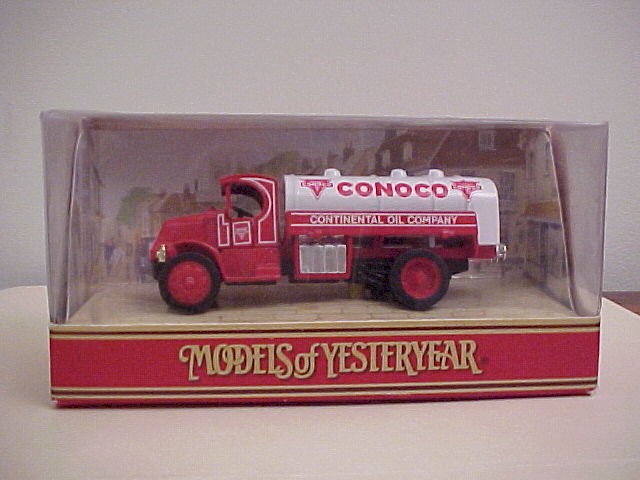 CONOCO
CONTINENTAL OIL COMPANY
MODELS of YESTERYEAR